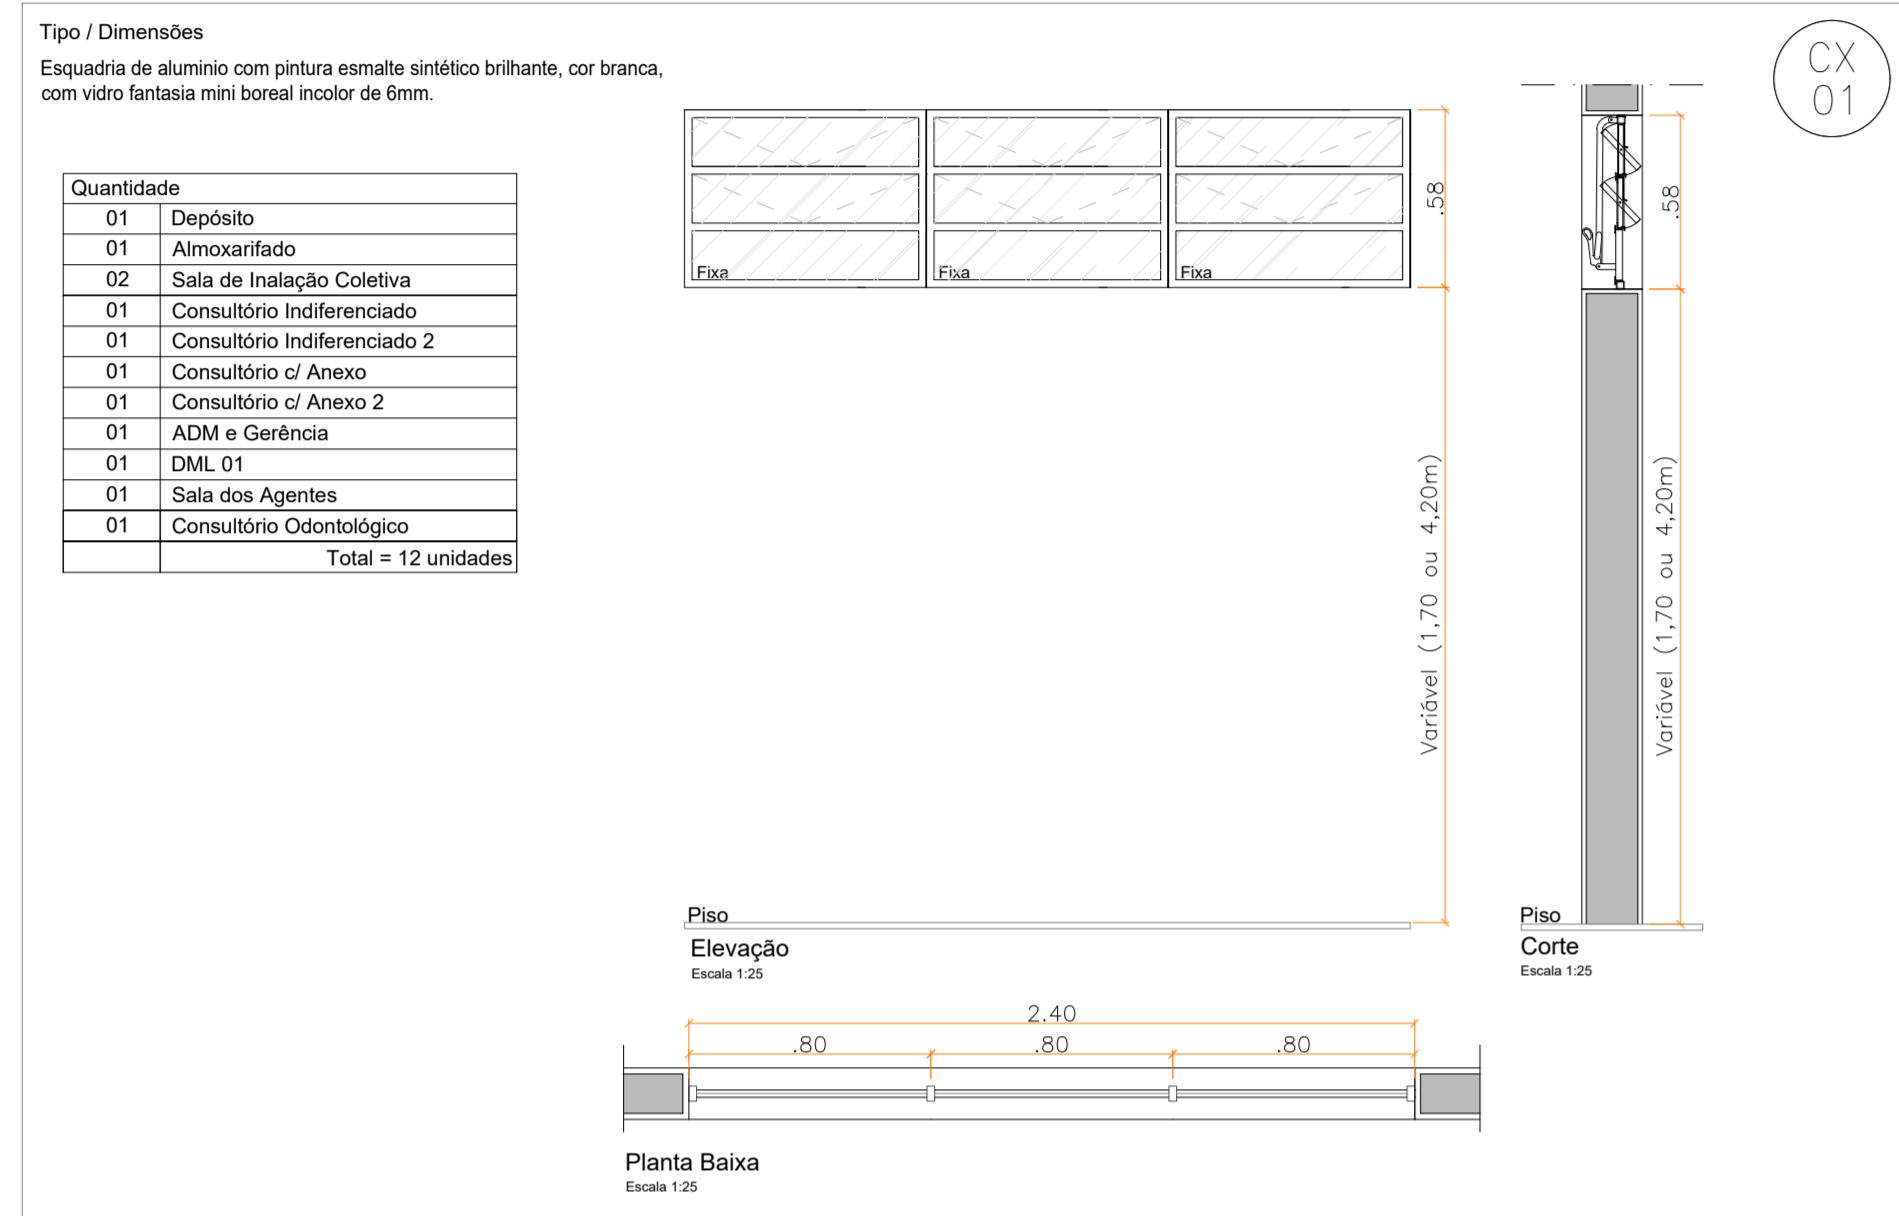 Tipo / Dimensões
Esquadria de aluminio com pintura esmalte sintético brilhante, cor branca,
com vidro fantasia mini boreal incolor de 6mm.
CX
01
Quantidade
01 Depósito
01 Almoxarifado
02 Sala de Inalação Coletiva
01 Consultório Indiferenciado
01 Consultório Indiferenciado 2
01 Consultório c/ Anexo
01 Consultório c/ Anexo 2
01 ADM e Gerência
01 DML 01
01 Sala dos Agentes
01 Consultório Odontológico
Total = 12 unidades
Fixa
Fixa
Fixa
.58
Variável (1,70 ou 4,20m)
Piso
Elevação
Escala 1:25
.58
Variável (1,70 ou 4,20m)
Piso
Corte
Escala 1:25
2.40
.80
.80
.80
Planta Baixa
Escala 1:25